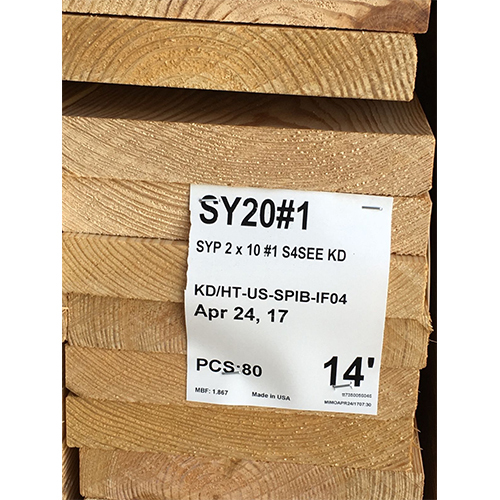 SY20#1
SYP 2 x 10 #1 S4SEE KD
KD/HT-US-SPIB-IF04
Apr 24, 17
PCS:80
14'
MBF: 1.867
Made in USA